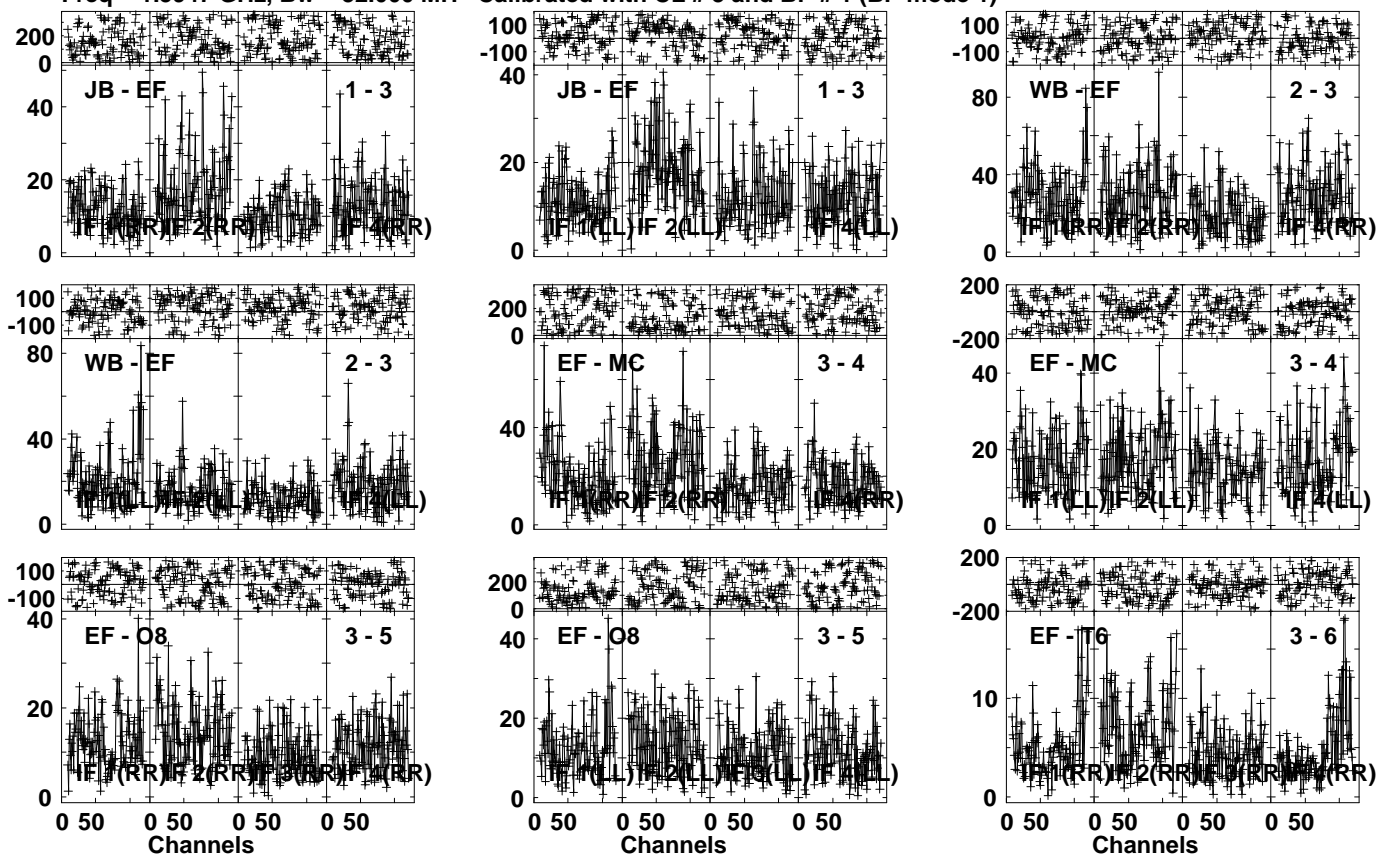 Calibrated with CL # 3 and BP # 1 (BP mode 1)
200 0 100 -100 100 -100
JB - EF 1 - 3 JB - EF 1 - 3 WB - EF 2 - 3
40 20 0 40 20 0 80 40 0
IF 1(RR) IF 2(RR) IF 4(RR) IF 1(LL) IF 2(LL) IF 4(LL) IF 1(RR) IF 2(RR) IF 4(RR)
100 -100 200 0 200 -200
WB - EF 2 - 3 EF - MC 3 - 4 EF - MC 3 - 4
80 40 0 40 0 40 20 0
IF 1(LL) IF 2(LL) IF 4(LL) IF 1(RR) IF 2(RR) IF 4(RR) IF 1(LL) IF 2(LL) IF 4(LL)
100 -100 200 0 200 -200
EF - O8 3 - 5 EF - O8 3 - 5 EF - T6 3 - 6
40 20 0 40 20 0 10 0
IF 1(RR) IF 2(RR) IF 3(RR) IF 4(RR) IF 1(LL) IF 2(LL) IF 3(LL) IF 4(LL) IF 1(RR) IF 2(RR) IF 3(RR) IF 4(RR)
0 50 0 50 0 50 0 50 0 50 0 50 0 50 0 50 0 50 0 50 0 50 0 50
Channels Channels Channels